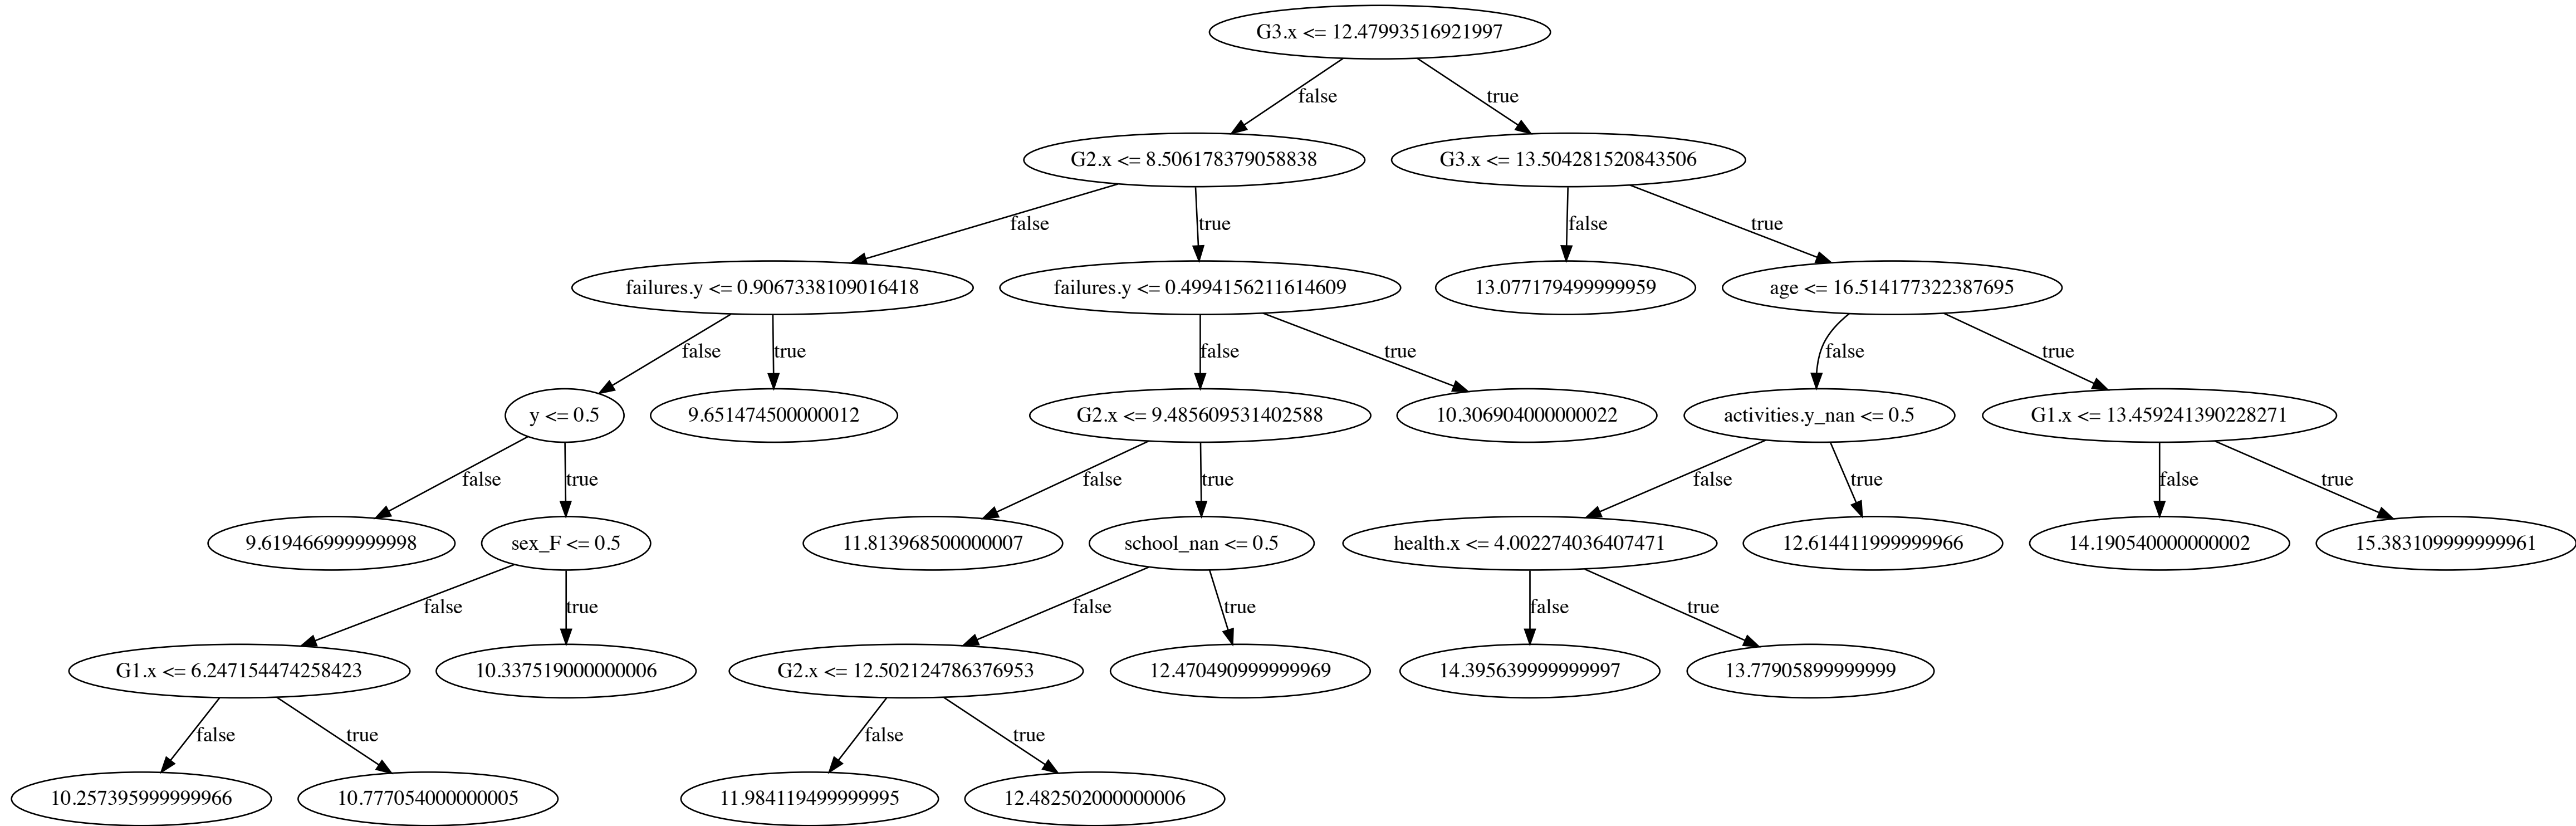 G3.x <= 12.47993516921997
false
true
G2.x <= 8.506178379058838
G3.x <= 13.504281520843506
false
true
false
true
failures.y <= 0.9067338109016418
failures.y <= 0.4994156211614609
13.077179499999959
age <= 16.514177322387695
false
true
false
true
false
true
y <= 0.5
9.651474500000012
G2.x <= 9.485609531402588
10.306904000000022
activities.y_nan <= 0.5
G1.x <= 13.459241390228271
false
true
false
true
false
true
false
true
9.619466999999998
sex_F <= 0.5
11.813968500000007
school_nan <= 0.5
health.x <= 4.002274036407471
12.614411999999966
14.190540000000002
15.383109999999961
false
true
false
true
false
true
G1.x <= 6.247154474258423
10.337519000000006
G2.x <= 12.502124786376953
12.470490999999969
14.395639999999997
13.77905899999999
false
true
false
true
10.257395999999966
10.777054000000005
11.984119499999995
12.482502000000006